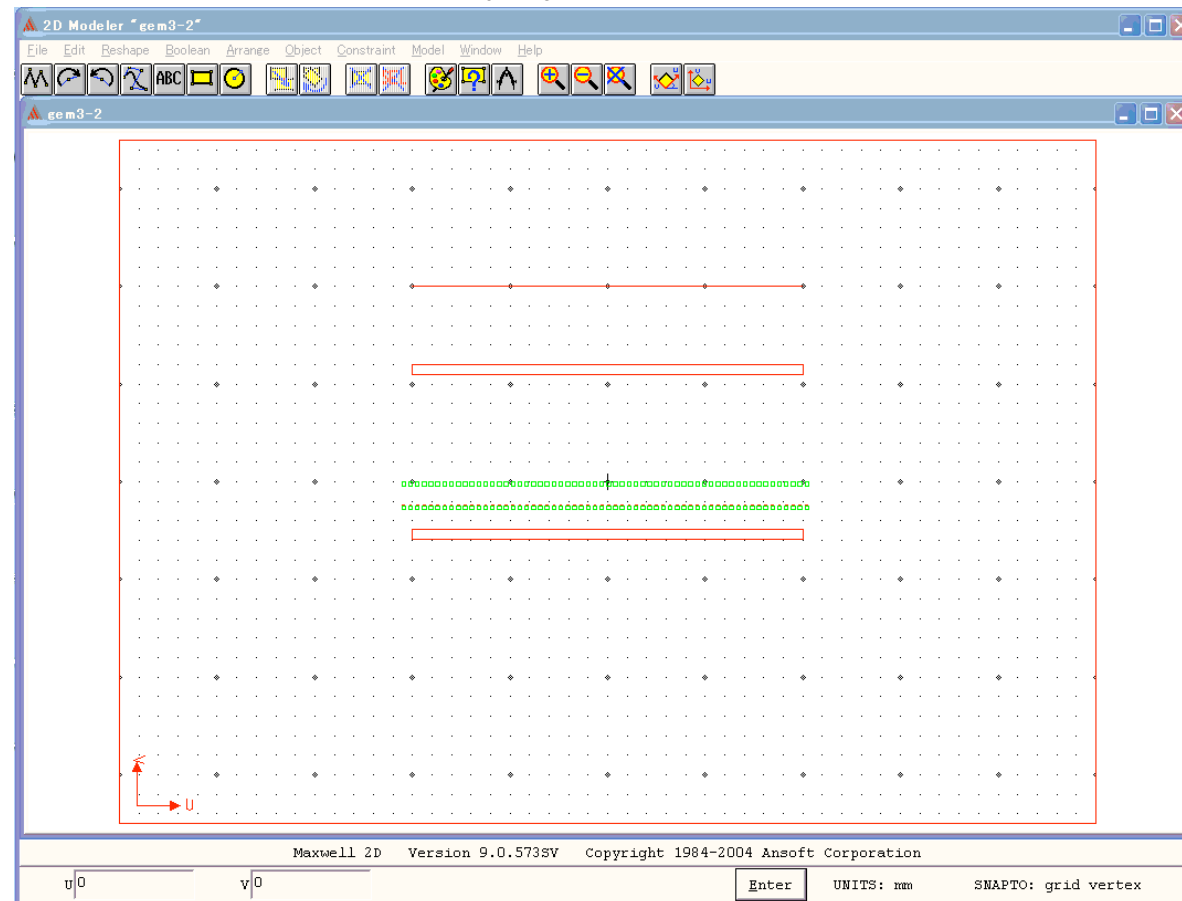 2D Modeler "gem3-2"
File Edit Reshape Boolean Arrange Object Constraint Model Window Help
ABC
gem3-2
V
U
Maxwell 2D Version 9.0.573SV Copyright 1984-2004 Ansoft Corporation
U 0 V 0 Enter UNITS: mm SNAPTO: grid vertex